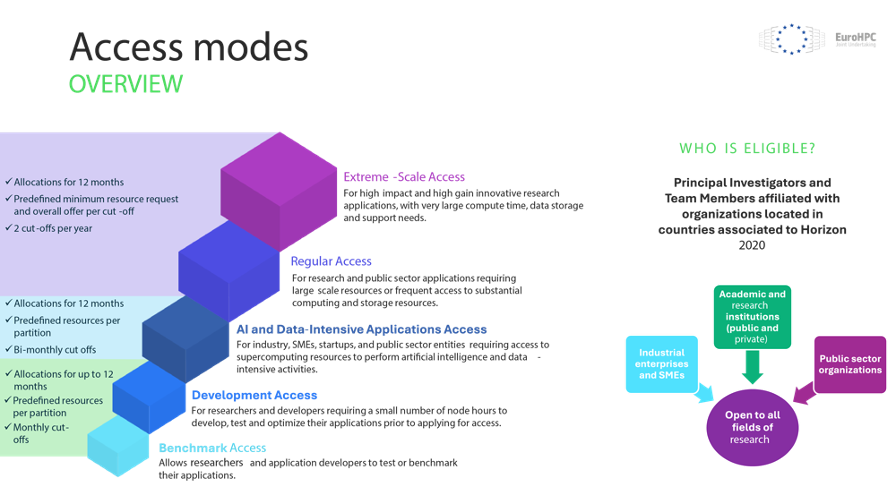 Access modes
OVERVIEW
EuroHPC
Joint Undertaking
✓ Allocations for 12 months
✓ Predefined minimum resource request
and overall offer per cut -off
✓ 2 cut-offs per year
✓ Allocations for 12 months
✓ Predefined resources per
partition
✓ Bi-monthly cut offs
✓ Allocations for up to 12
months
✓ Predefined resources
per partition
✓ Monthly cut-
offs
Extreme -Scale Access
For high impact and high gain innovative research
applications, with very large compute time, data storage
and support needs.
Regular Access
For research and public sector applications requiring
large scale resources or frequent access to substantial
computing and storage resources.
AI and Data-Intensive Applications Access
For industry, SMEs, startups, and public sector entities requiring access to
supercomputing resources to perform artificial intelligence and data -
intensive activities.
Development Access
For researchers and developers requiring a small number of node hours to
develop, test and optimize their applications prior to applying for access.
Benchmark Access
Allows researchers and application developers to test or benchmark
their applications.
WHO IS ELIGIBLE?
Principal Investigators and
Team Members affiliated with
organizations located in
countries associated to Horizon
2020
Academic and
research
institutions
(public and
private)
Industrial
enterprises
and SMEs
Public sector
organizations
Open to all
fields of
research